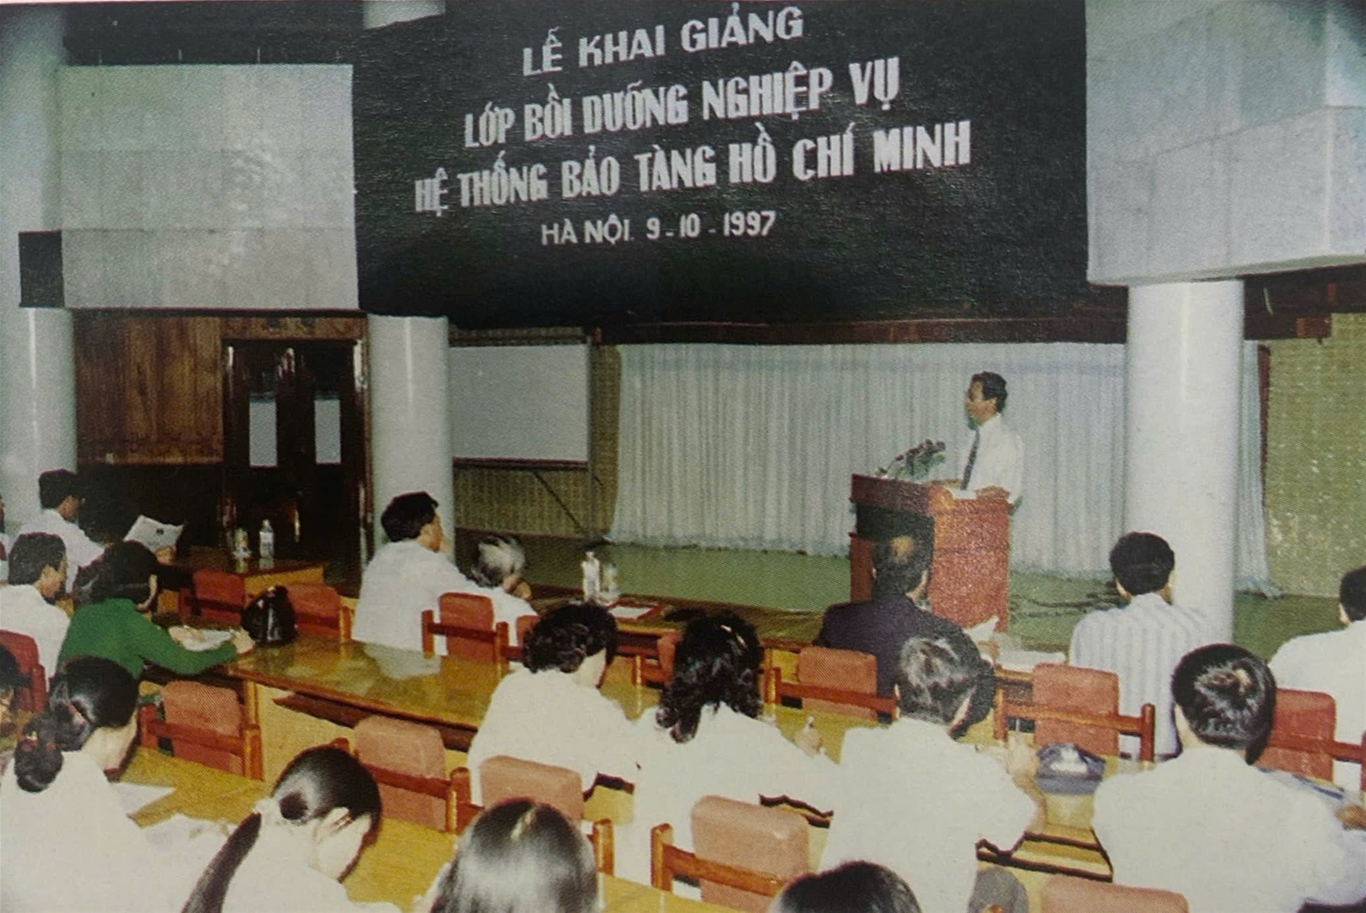 LỄ KHAI GIẢNG
LỚP BỒI DƯỠNG NGHIỆP VỤ
HỆ THỐNG BẢO TÀNG HỒ CHÍ MINH
HÀ NỘI. 9-10-1997